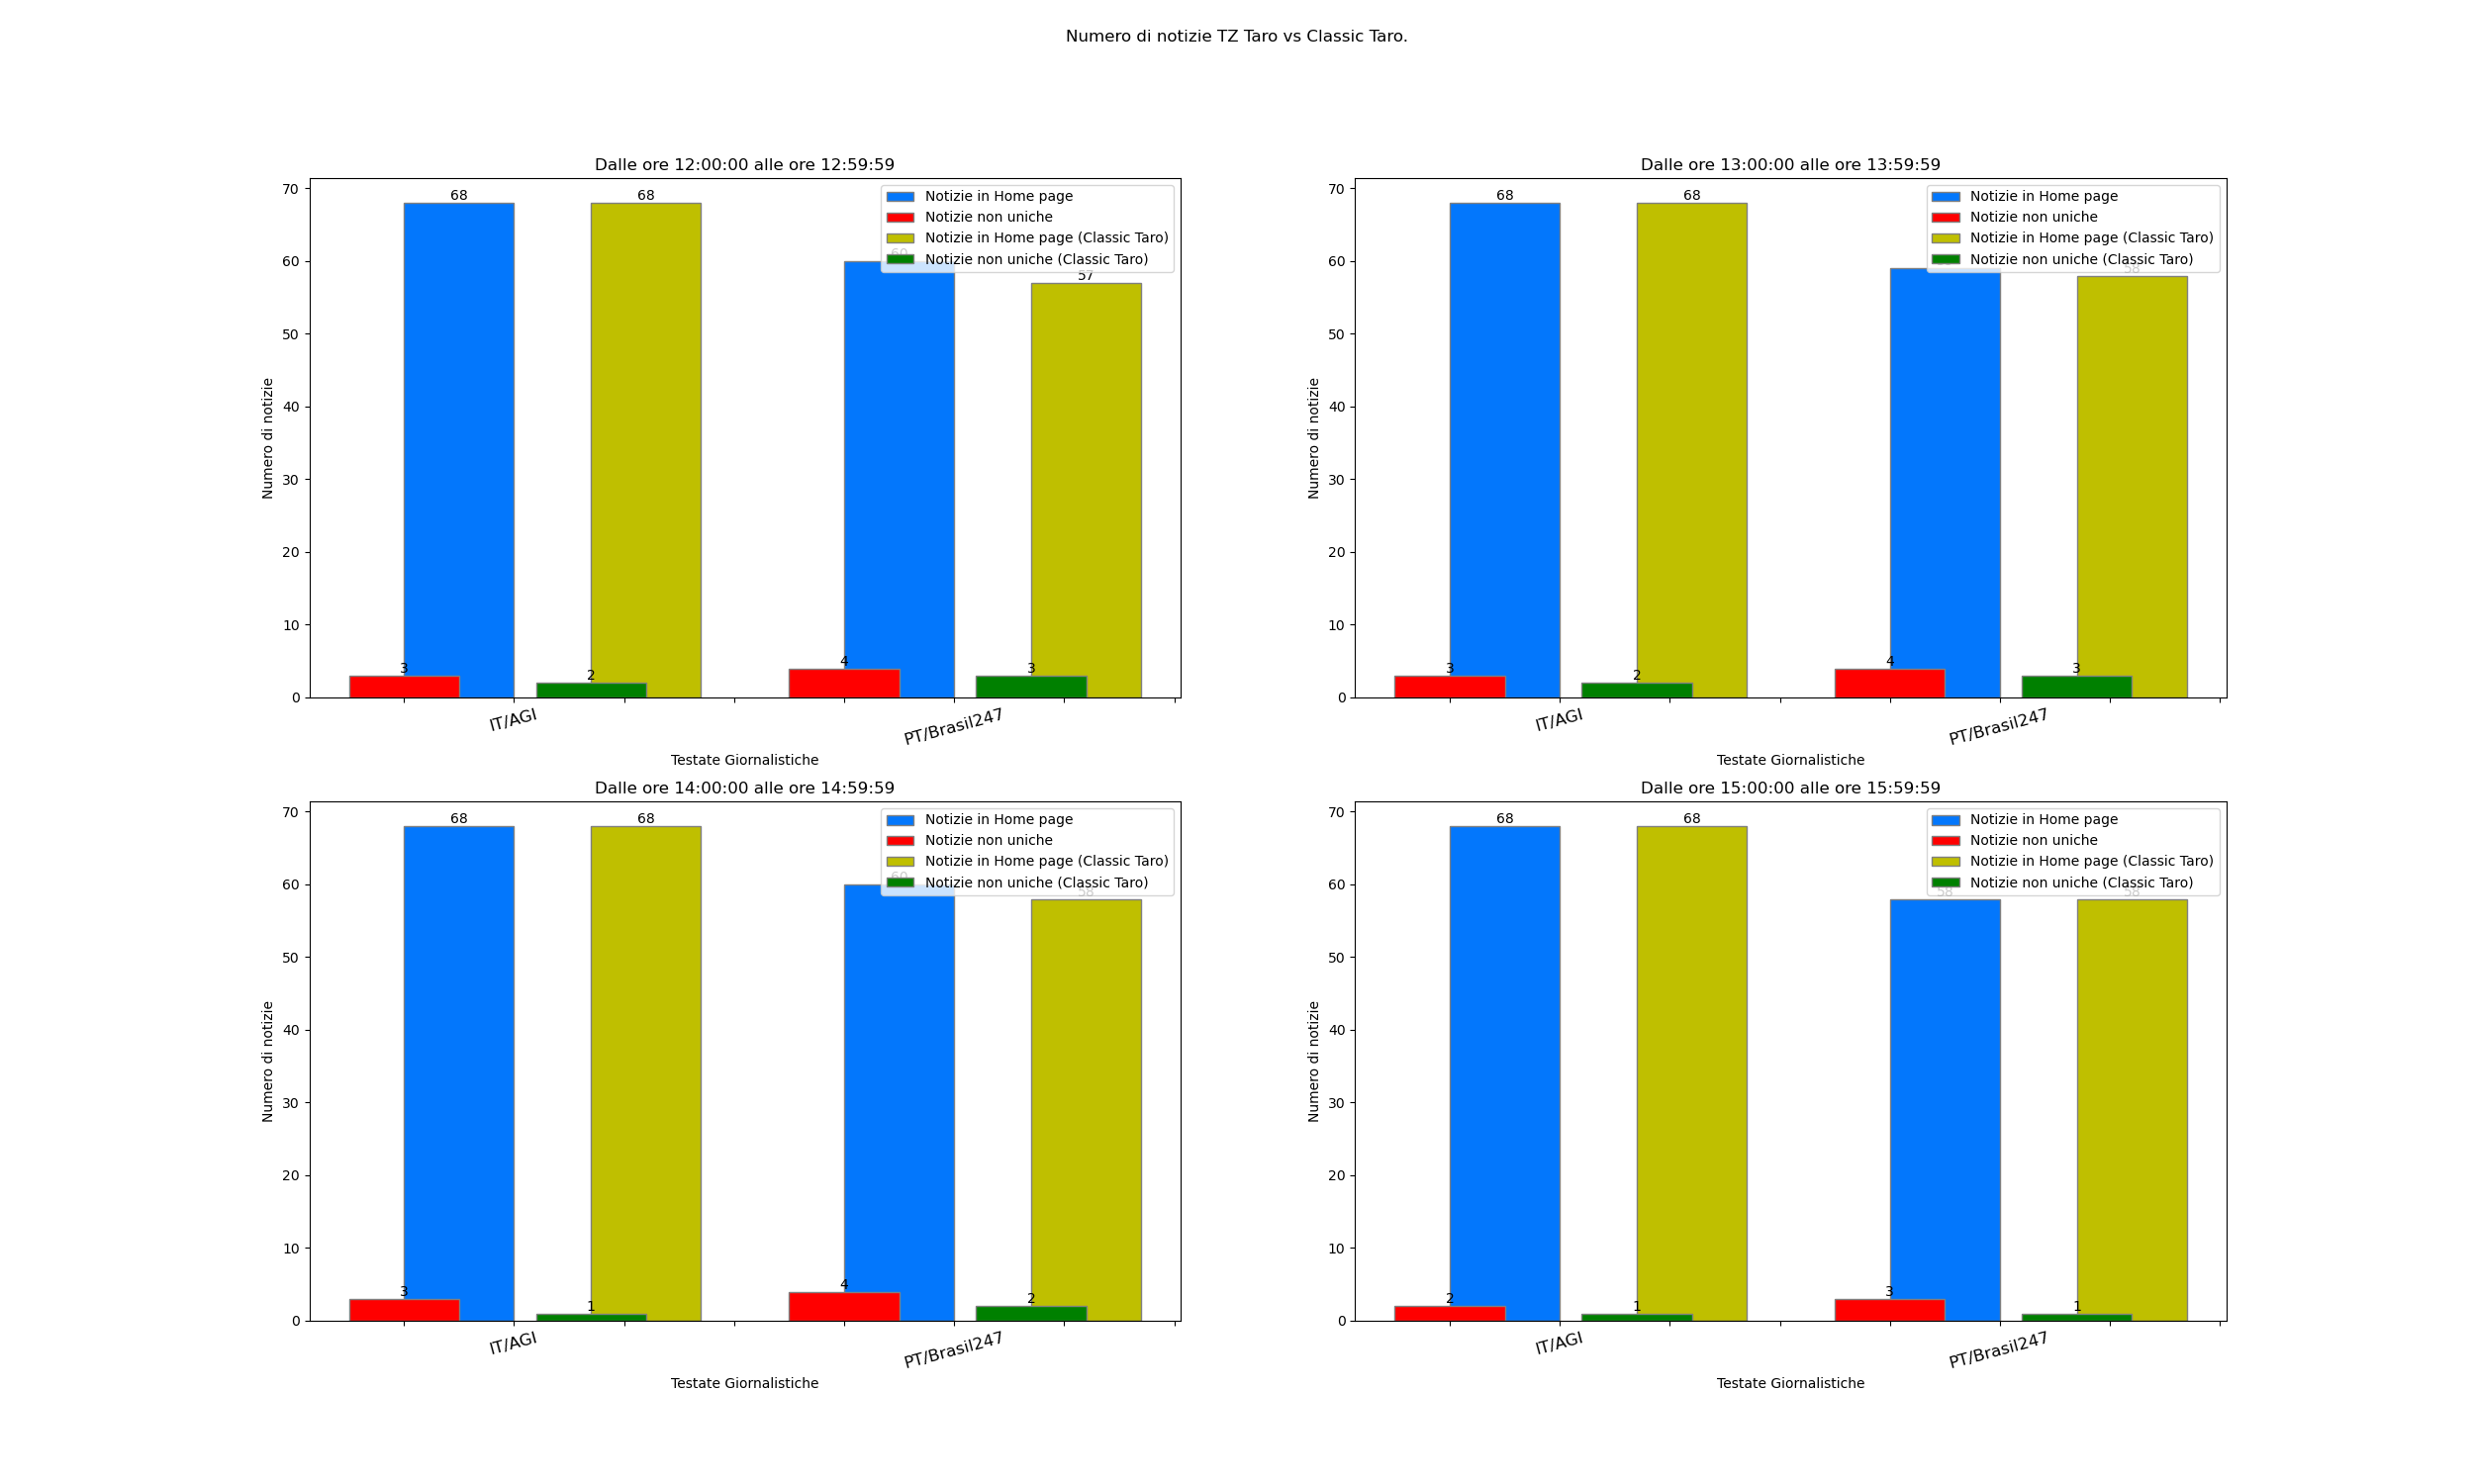 Numero di notizie TZ Taro vs Classic Taro.
Dalle ore 12:00:00 alle ore 12:59:59
Notizie in Home page
Notizie non uniche
Notizie in Home page (Classic Taro)
Notizie non uniche (Classic Taro)
68
68
60
57
3
2
4
3
70
60
50
40
30
20
10
0
Numero di notizie
IT/AGI
PT/Brasil247
Testate Giornalistiche
Dalle ore 13:00:00 alle ore 13:59:59
Notizie in Home page
Notizie non uniche
Notizie in Home page (Classic Taro)
Notizie non uniche (Classic Taro)
68
68
58
3
2
4
3
70
60
50
40
30
20
10
0
Numero di notizie
IT/AGI
PT/Brasil247
Testate Giornalistiche
Dalle ore 14:00:00 alle ore 14:59:59
Notizie in Home page
Notizie non uniche
Notizie in Home page (Classic Taro)
Notizie non uniche (Classic Taro)
68
68
60
58
3
1
4
2
70
60
50
40
30
20
10
0
Numero di notizie
IT/AGI
PT/Brasil247
Testate Giornalistiche
Dalle ore 15:00:00 alle ore 15:59:59
Notizie in Home page
Notizie non uniche
Notizie in Home page (Classic Taro)
Notizie non uniche (Classic Taro)
68
68
58
58
2
1
3
1
70
60
50
40
30
20
10
0
Numero di notizie
IT/AGI
PT/Brasil247
Testate Giornalistiche